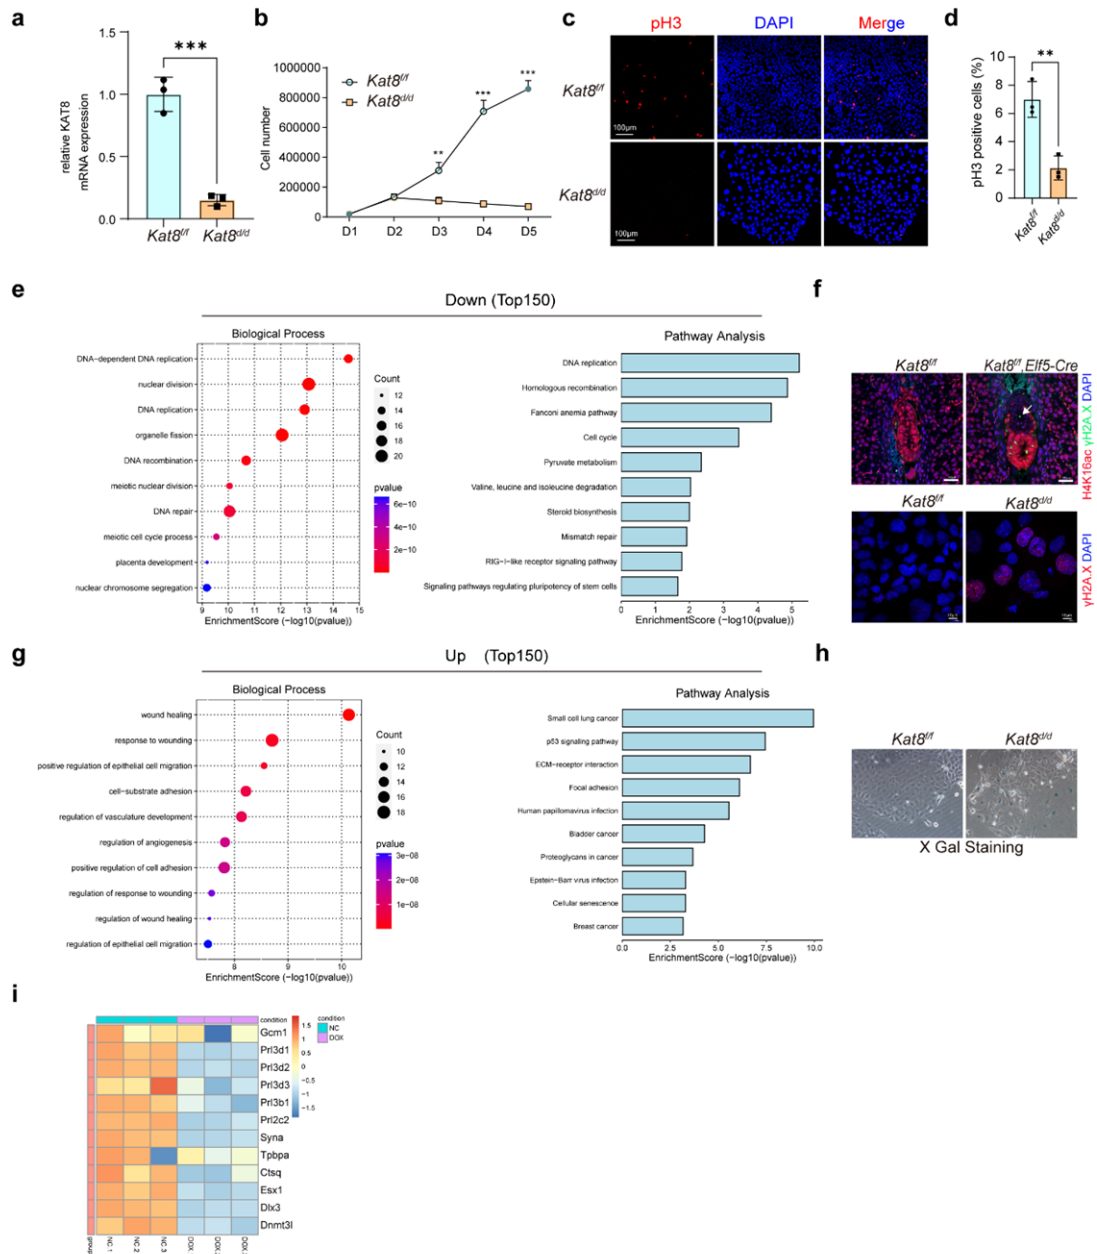 a
1.5
1.0
0.5
0.0
relative KAT8
mRNA expression
***
Kat8f/f
Kat8d/d
b
1000000
800000
600000
400000
200000
0
Cell number
Kat8f/f
Kat8d/d
**
***
***
D1 D2 D3 D4 D5
c
pH3 DAPI Merge
Kat8f/f
100μm
Kat8d/d
100μm
d
pH3 positive cells (%)
10
8
6
4
2
0
**
Kat8f/f
Kat8d/d
e
Down (Top150)
Biological Process
DNA-dependent DNA replication
nuclear division
DNA replication
organelle fission
DNA recombination
meiotic nuclear division
DNA repair
meiotic cell cycle process
placenta development
nuclear chromosome segregation
9 10 11 12 13 14 15
EnrichmentScore (-log10(pvalue))
Count
12
14
16
18
20
pvalue
6e-10
4e-10
2e-10
Pathway Analysis
DNA replication
Homologous recombination
Fanconi anemia pathway
Cell cycle
Pyruvate metabolism
Valine, leucine and isoleucine degradation
Steroid biosynthesis
Mismatch repair
RIG-I-like receptor signaling pathway
Signaling pathways regulating pluripotency of stem cells
0 1 2 3 4 5
EnrichmentScore (-log10(pvalue))
f
Kat8f/f
Kat8f/f,Elf5-Cre
H4K16ac γH2A.X DAPI
Kat8f/f
Kat8d/d
γH2A.X DAPI
g
Up (Top150)
Biological Process
wound healing
response to wounding
positive regulation of epithelial cell migration
cell-substrate adhesion
regulation of vasculature development
regulation of angiogenesis
positive regulation of cell adhesion
regulation of response to wounding
regulation of wound healing
regulation of epithelial cell migration
8 9 10
EnrichmentScore (-log10(pvalue))
Count
10
12
14
16
18
pvalue
3e-08
2e-08
1e-08
Pathway Analysis
Small cell lung cancer
p53 signaling pathway
ECM-receptor interaction
Focal adhesion
Human papillomavirus infection
Bladder cancer
Proteoglycans in cancer
Epstein-Barr virus infection
Cellular senescence
Breast cancer
0.0 2.5 5.0 7.5 10.0
EnrichmentScore (-log10(pvalue))
h
Kat8f/f
Kat8d/d
X Gal Staining
i
condition
Gcm1
Prl3d1
Prl3d2
Prl3d3
Prl3b1
Prl2c2
Syna
Tpbpa
Ctsq
Esx1
Dlx3
Dnmt3l
1.5
1
0.5
0
-0.5
-1
-1.5
condition
NC
DOX
group
NC.1
NC.2
NC.3